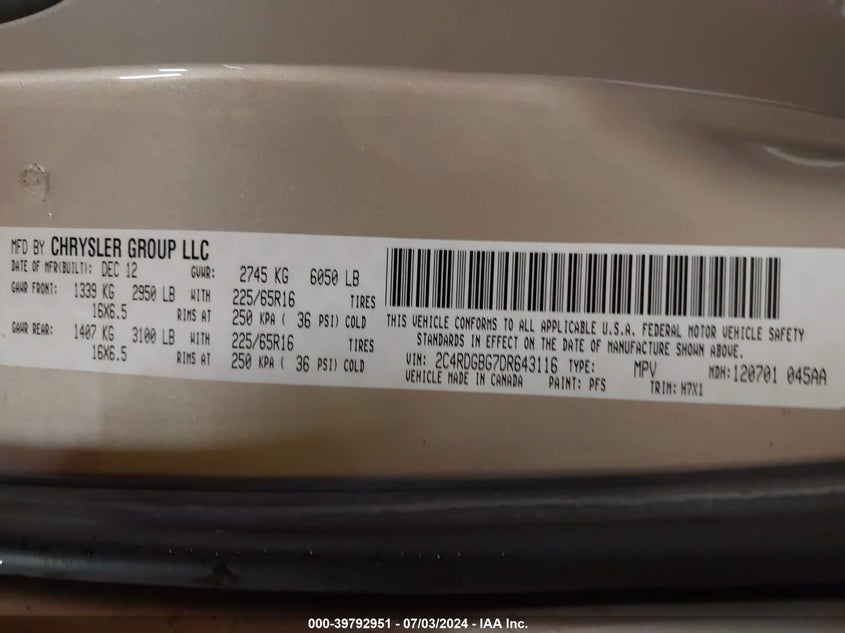 MFD BY CHRYSLER GROUP LLC
DATE OF MFR(BUILT): DEC 12 GVWR: 2745 KG 6050 LB
GAWR FRONT: 1339 KG 2950 LB WITH 225/65R16 TIRES
16X6.5 RIMS AT 250 KPA ( 36 PSI) COLD
GAWR REAR: 1407 KG 3100 LB WITH 225/65R16 TIRES
16X6.5 RIMS AT 250 KPA ( 36 PSI) COLD
THIS VEHICLE CONFORMS TO ALL APPLICABLE U.S.A. FEDERAL MOTOR VEHICLE SAFETY
STANDARDS IN EFFECT ON THE DATE OF MANUFACTURE SHOWN ABOVE.
VIN: 2C4RDGBG7DR643116 TYPE: MPV MDH: 120701 045AA
VEHICLE MADE IN CANADA PAINT: PFS TRIM: H7X1
000-39792951 - 07/03/2024 - IAA Inc.